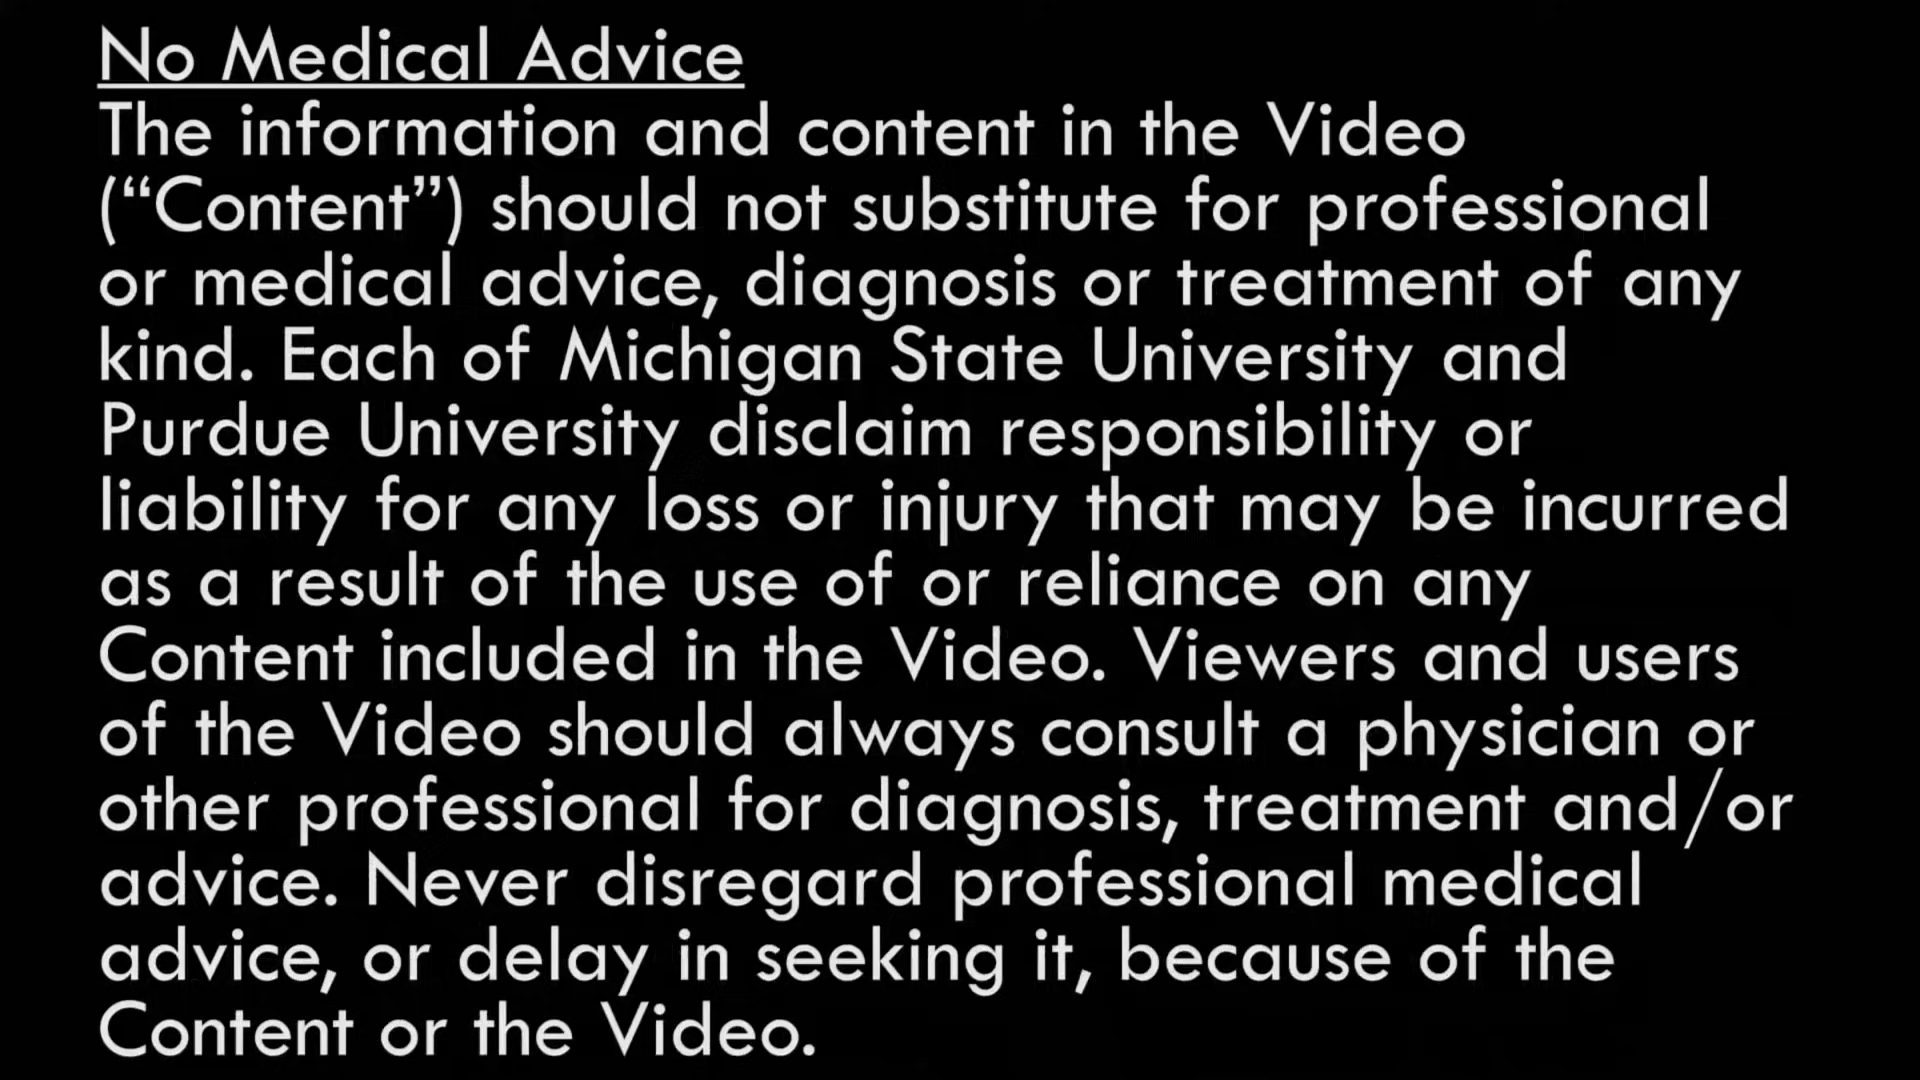 No Medical Advice
The information and content in the Video
(“Content”) should not substitute for professional
or medical advice, diagnosis or treatment of any
kind. Each of Michigan State University and
Purdue University disclaim responsibility or
liability for any loss or injury that may be incurred
as a result of the use of or reliance on any
Content included in the Video. Viewers and users
of the Video should always consult a physician or
other professional for diagnosis, treatment and/or
advice. Never disregard professional medical
advice, or delay in seeking it, because of the
Content or the Video.